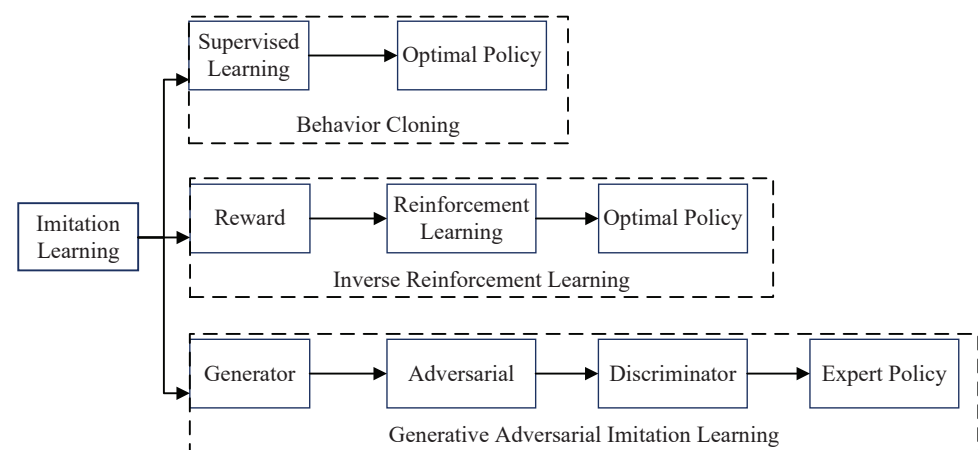 Supervised
Learning
Optimal Policy
Behavior Cloning
Imitation
Learning
Reward
Reinforcement
Learning
Optimal Policy
Inverse Reinforcement Learning
Generator
Adversarial
Discriminator
Expert Policy
Generative Adversarial Imitation Learning